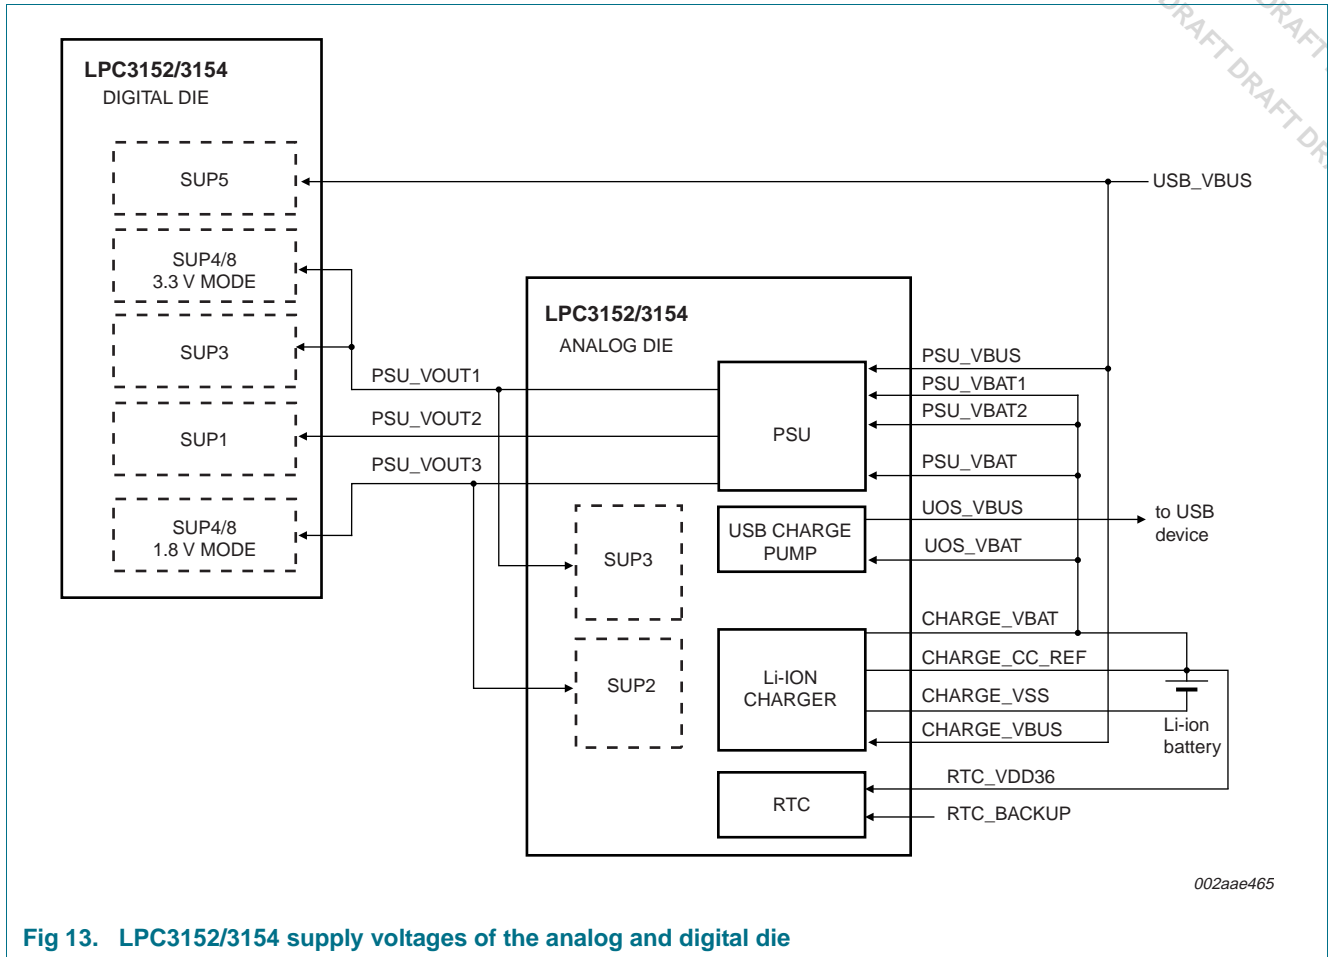 DRAFT DRAFT DR
DRAFT
LPC3152/3154
DIGITAL DIE
SUP5
USB_VBUS
SUP4/8
3.3 V MODE
LPC3152/3154
ANALOG DIE
SUP3
PSU_VBUS
PSU_VOUT1
PSU_VBAT1
PSU_VBAT2
PSU_VOUT2
SUP1
PSU
PSU_VOUT3
PSU_VBAT
SUP4/8
1.8 V MODE
UOS_VBUS
to USB
device
USB CHARGE
PUMP
UOS_VBAT
SUP3
CHARGE_VBAT
CHARGE_CC_REF
SUP2
Li-ION
CHARGER
CHARGE_VSS
CHARGE_VBUS
Li-ion
battery
RTC_VDD36
RTC
RTC_BACKUP
002aae465
Fig 13. LPC3152/3154 supply voltages of the analog and digital die